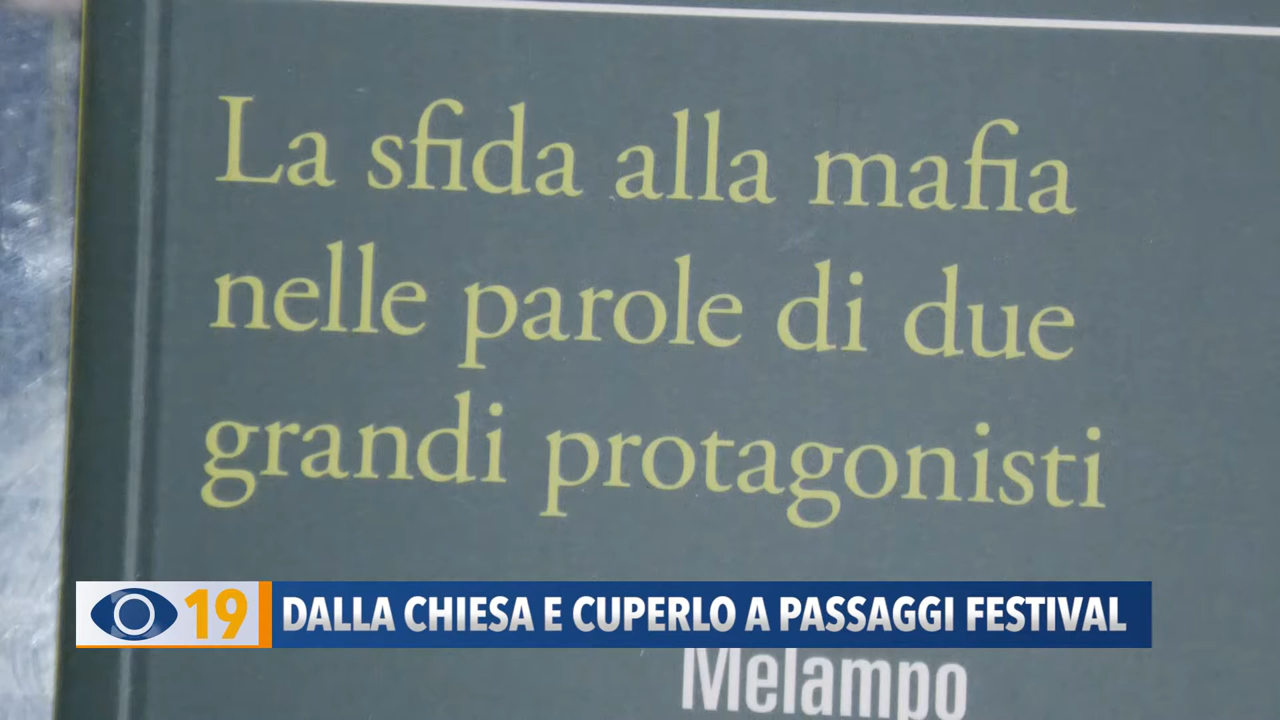 La sfida alla mafia
nelle parole di due
grandi protagonisti
19 DALLA CHIESA E CUPERLO A PASSAGGI FESTIVAL
Melampo